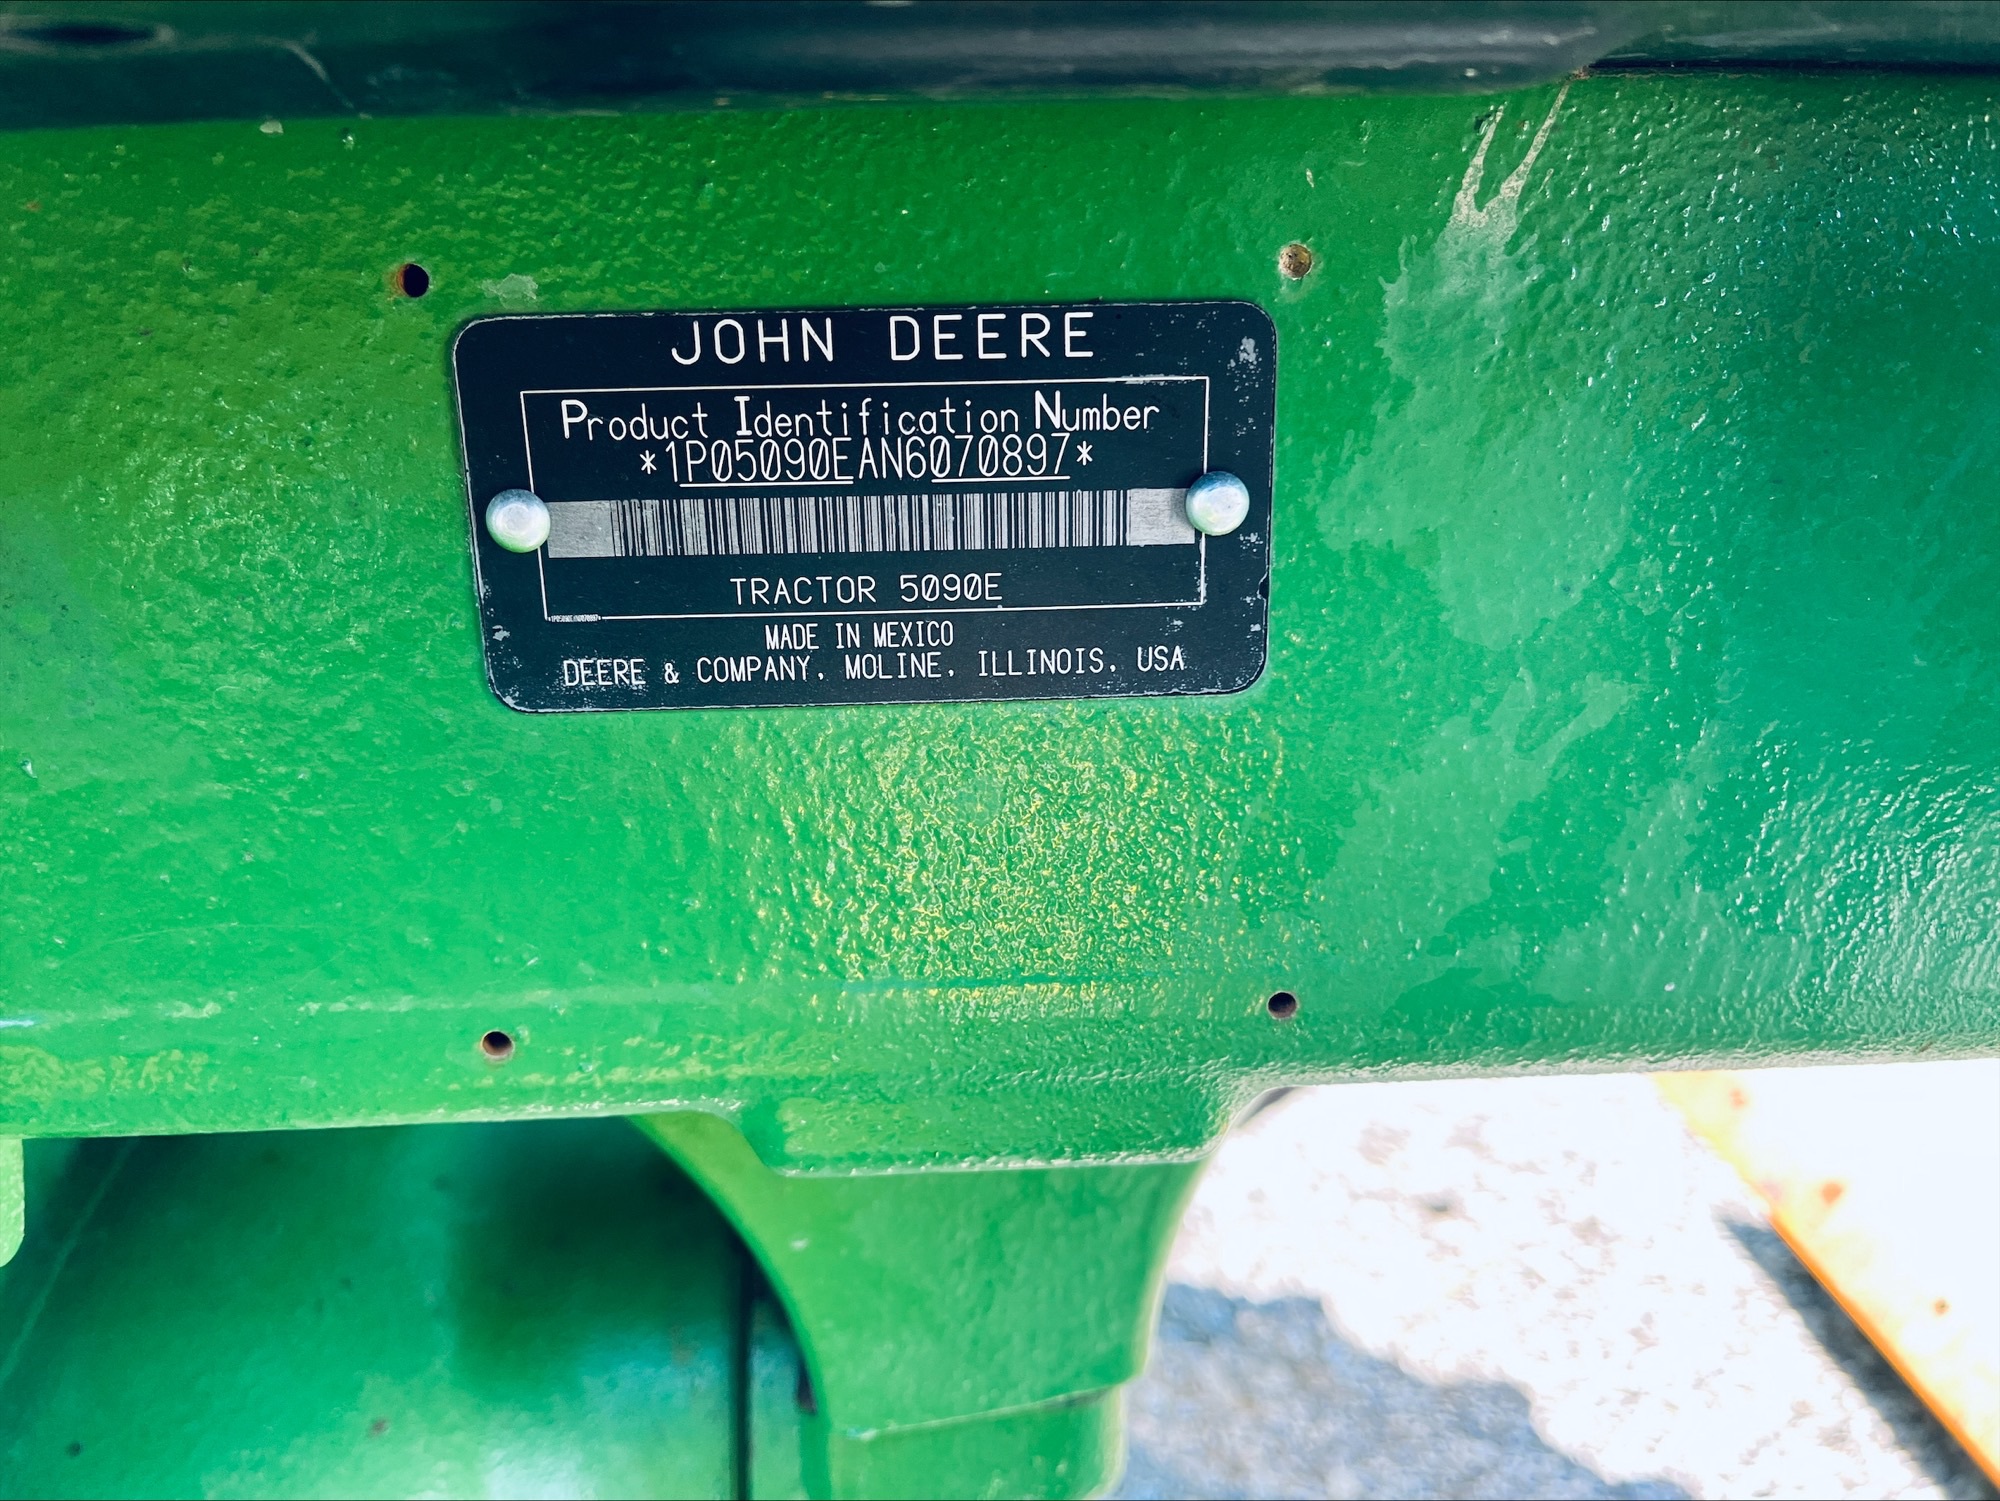 JOHN DEERE
Product Identification Number
*1P05090EAN6070897*
TRACTOR 5090E
MADE IN MEXICO
DEERE & COMPANY, MOLINE, ILLINOIS, USA